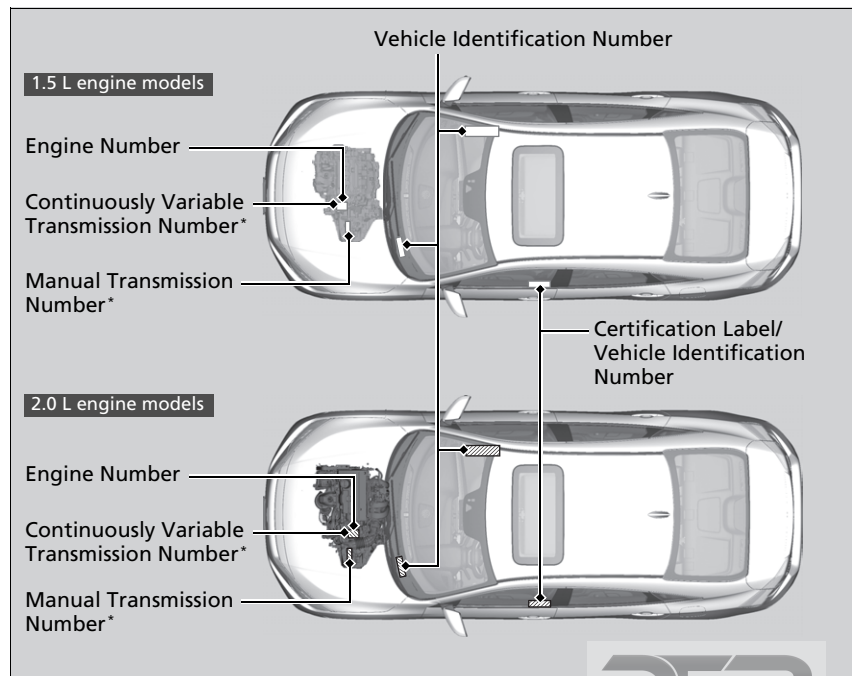 Vehicle Identification Number
1.5 L engine models
Engine Number
Continuously Variable
Transmission Number*
Manual Transmission
Number*
Certification Label/
Vehicle Identification
Number
2.0 L engine models
Engine Number
Continuously Variable
Transmission Number*
Manual Transmission
Number*